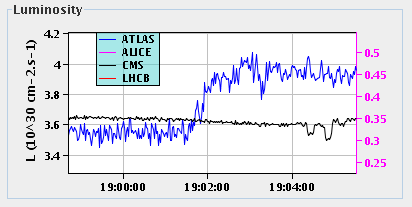 Luminosity
ATLAS
ALICE
CMS
LHCB
L (10^30 cm-2.s-1)
4.2
4
3.8
3.6
3.4
0.5
0.45
0.4
0.35
0.3
0.25
19:00:00
19:02:00
19:04:00